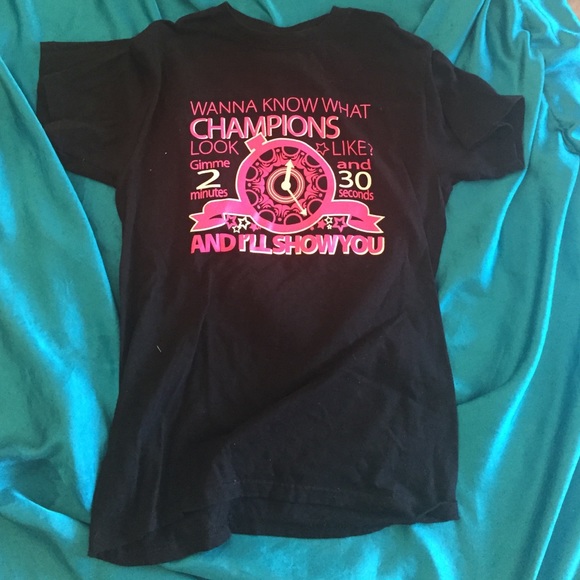 WANNA KNOW WHAT
CHAMPIONS
LOOK LIKE?
Gimme and
2 30
minutes seconds
AND I'LL SHOW YOU